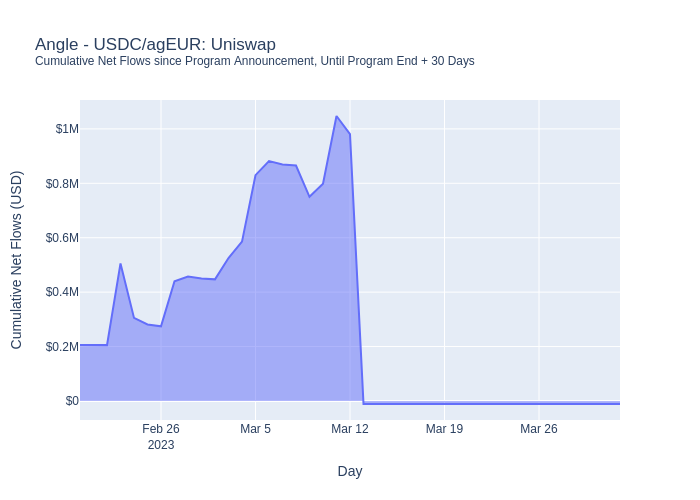 Angle - USDC/agEUR: Uniswap
Cumulative Net Flows since Program Announcement, Until Program End + 30 Days
Cumulative Net Flows (USD)
$1M
$0.8M
$0.6M
$0.4M
$0.2M
$0
Feb 26
2023
Mar 5
Mar 12
Mar 19
Mar 26
Day